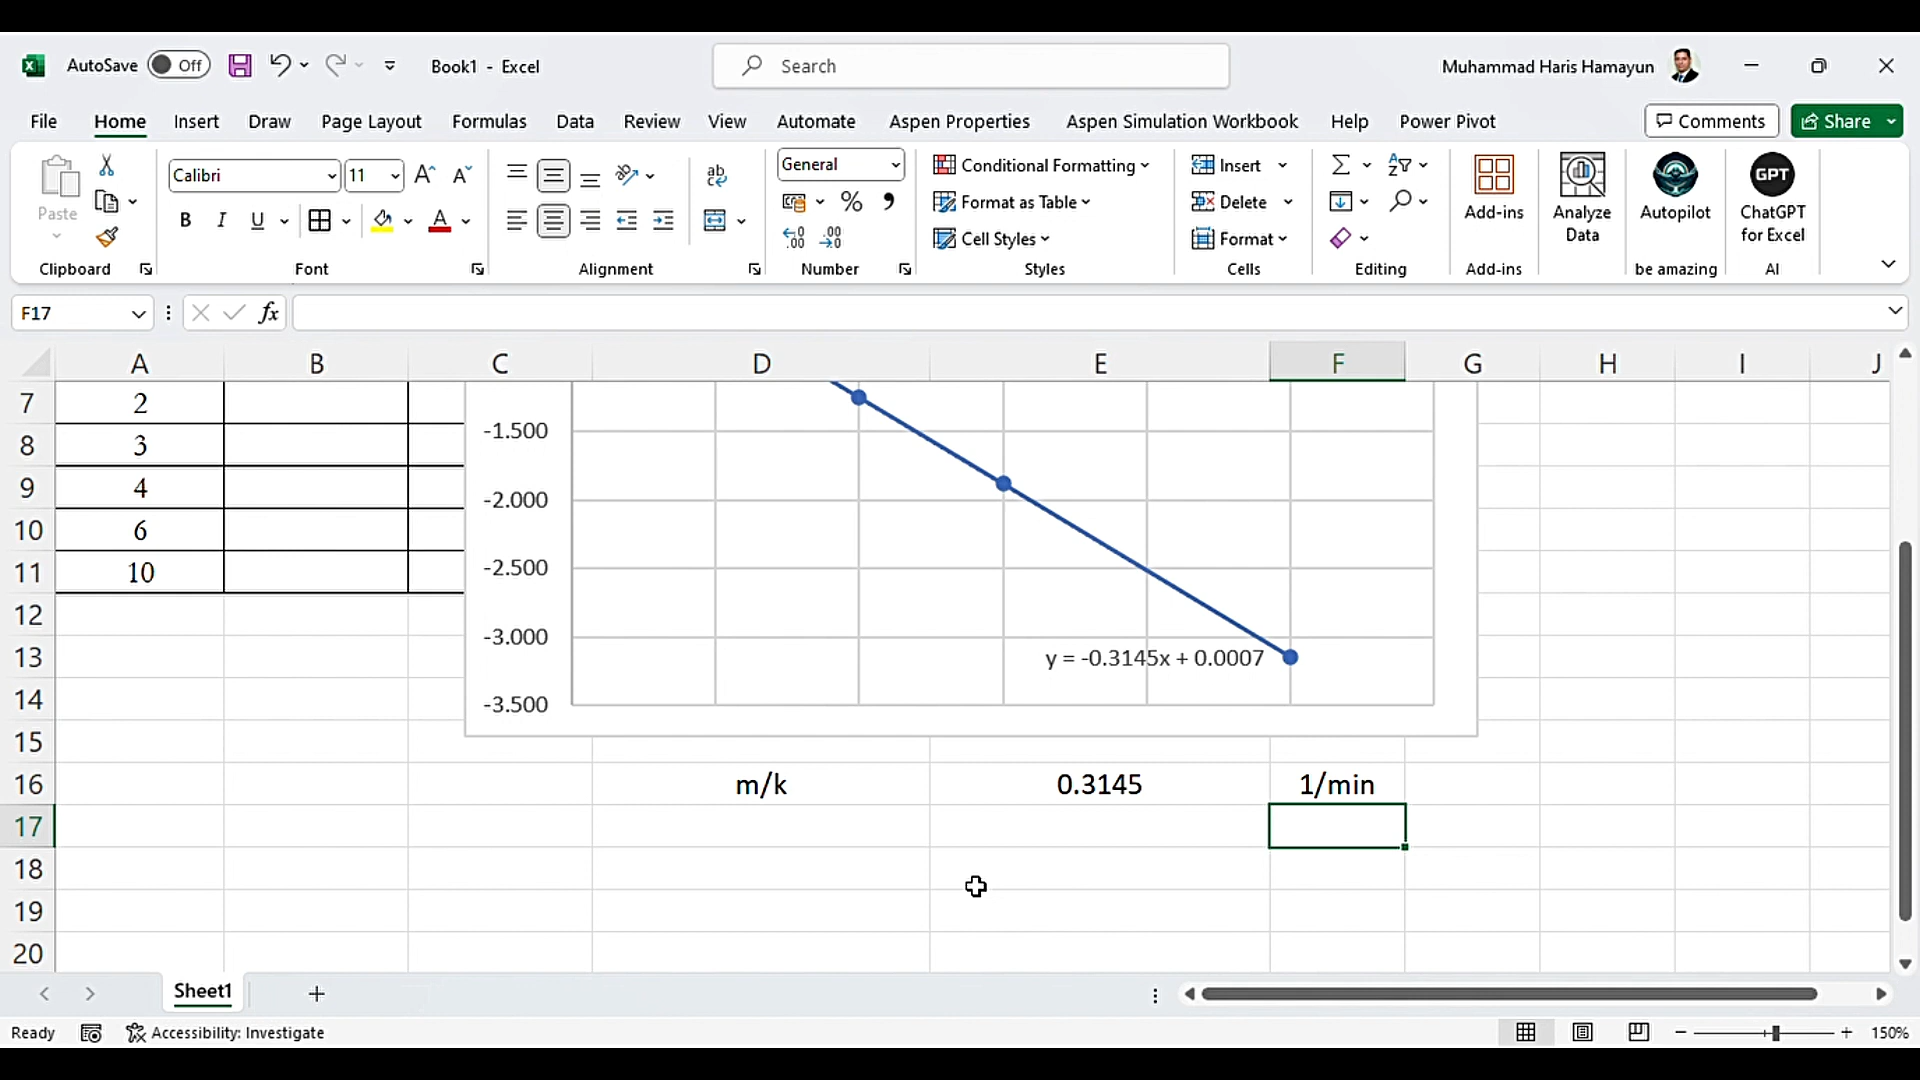 AutoSave Off Book1 - Excel Search Muhammad Haris Hamayun
File Home Insert Draw Page Layout Formulas Data Review View Automate Aspen Properties Aspen Simulation Workbook Help Power Pivot Comments Share
Paste
Clipboard
Calibri 11
B I U A
Font
ab
Alignment
General
% 9
.00 .00
Number
Conditional Formatting
Format as Table
Cell Styles
Styles
Insert
Delete
Format
Cells
Editing
Add-ins
Add-ins
Analyze
Data
Autopilot
be amazing
GPT
ChatGPT
for Excel
AI
F17 fx
A B C D E F G H I J
7 2
8 3 -1.500
9 4 -2.000
10 6
11 10 -2.500
12
13 -3.000 y = -0.3145x + 0.0007
14 -3.500
15
16 m/k 0.3145 1/min
17
18
19
20
Sheet1
Ready Accessibility: Investigate 150%